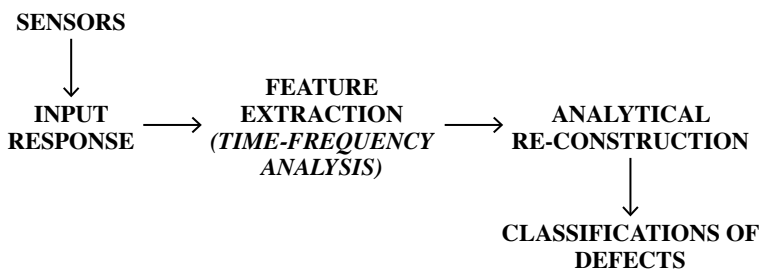 SENSORS
INPUT
RESPONSE
FEATURE
EXTRACTION
(TIME-FREQUENCY
ANALYSIS)
ANALYTICAL
RE-CONSTRUCTION
CLASSIFICATIONS OF
DEFECTS